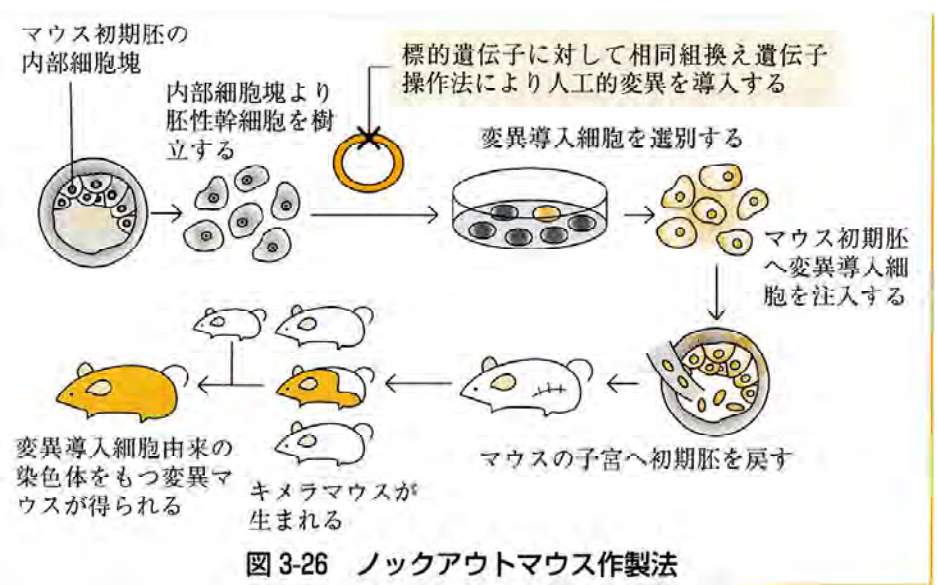 マウス初期胚の
内部細胞塊
内部細胞塊より
胚性幹細胞を樹
立する
標的遺伝子に対して相同組換え遺伝子
操作法により人工的変異を導入する
変異導入細胞を選別する
マウス初期胚
へ変異導入細
胞を注入する
マウスの子宮へ初期胚を戻す
キメラマウスが
生まれる
変異導入細胞由来の
染色体をもつ変異マ
ウスが得られる
図 3-26 ノックアウトマウス作製法